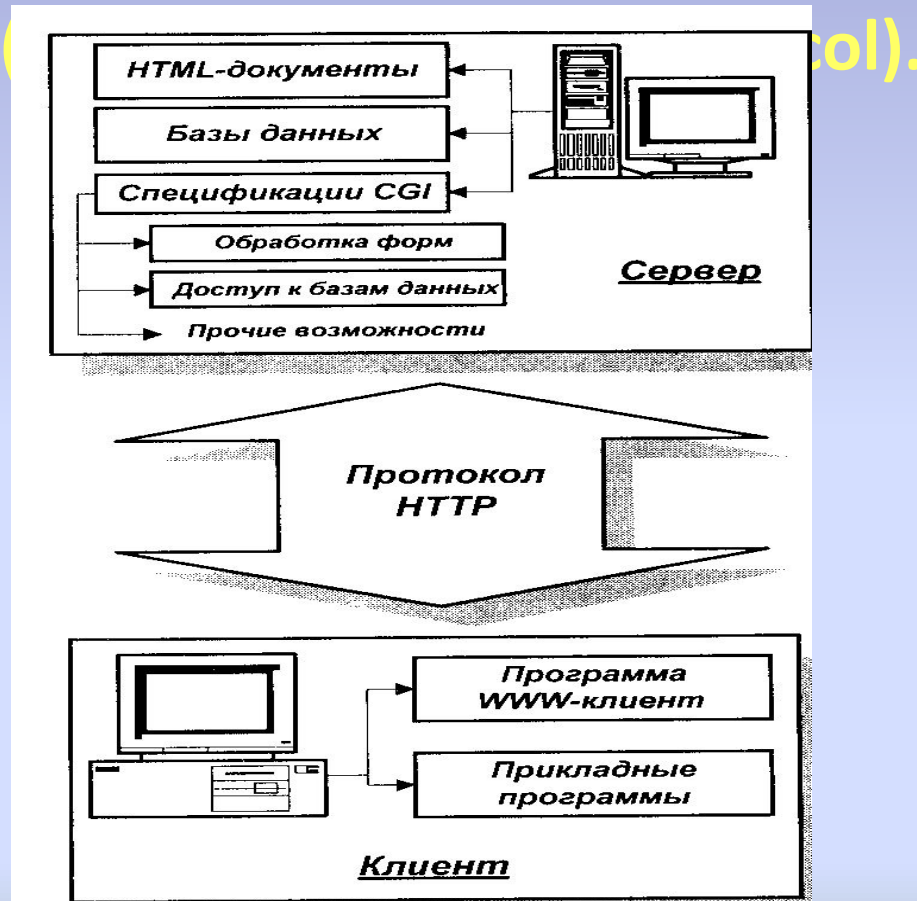 ( col).
HTML-документы
Базы данных
Спецификации CGI
Обработка форм
Доступ к базам данных
Прочие возможности
Сервер
Протокол
HTTP
Программа
WWW-клиент
Прикладные
программы
Клиент